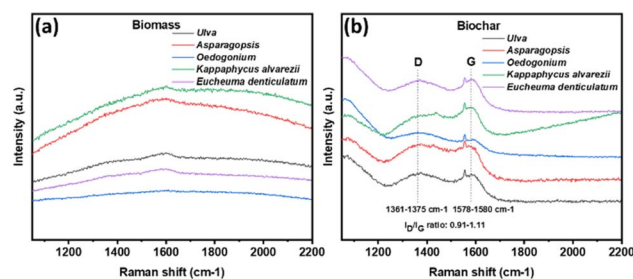 (a)
Biomass
Ulva
Asparagopsis
Oedogonium
Kappaphycus alvarezii
Eucheuma denticulatum
Intensity (a.u.)
1200 1400 1600 1800 2000 2200
Raman shift (cm-1)
(b)
Biochar
Ulva
Asparagopsis
Oedogonium
Kappaphycus alvarezii
Eucheuma denticulatum
D
G
Intensity (a.u.)
1361-1375 cm-1 1578-1580 cm-1
ID/IG ratio: 0.91-1.11
1200 1400 1600 1800 2000 2200
Raman shift (cm-1)